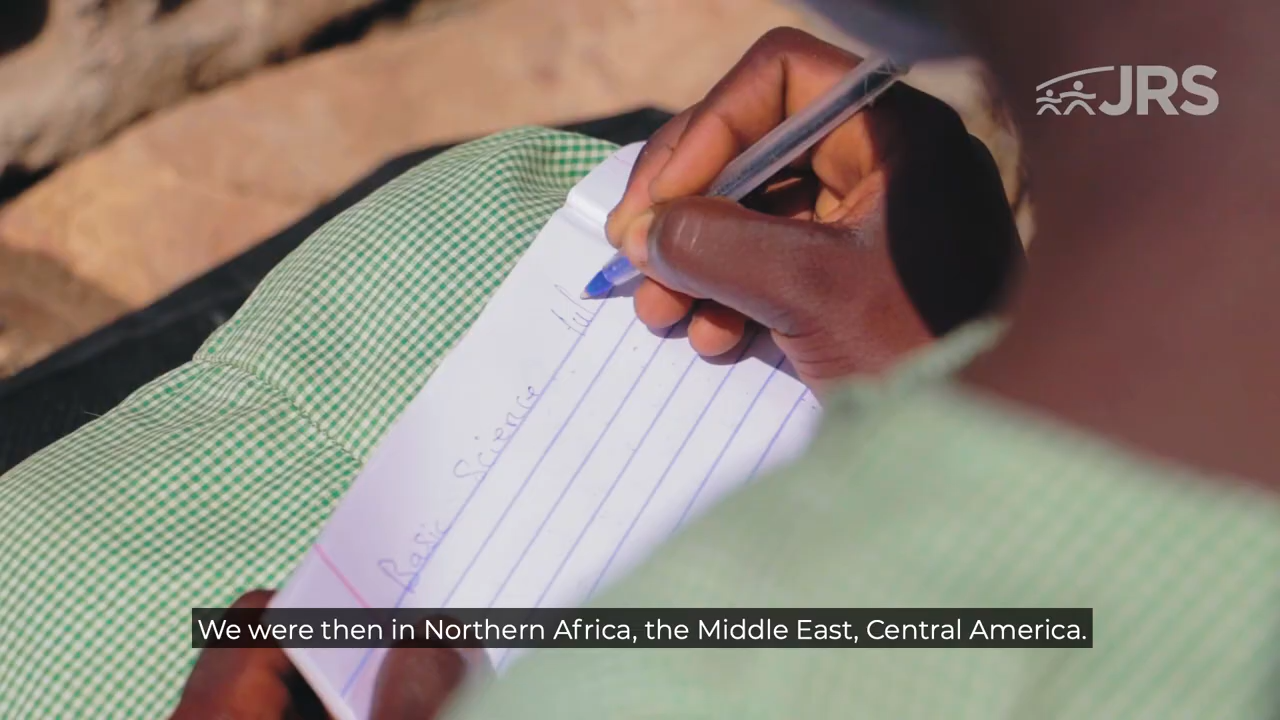 JRS
Basic Science
We were then in Northern Africa, the Middle East, Central America.